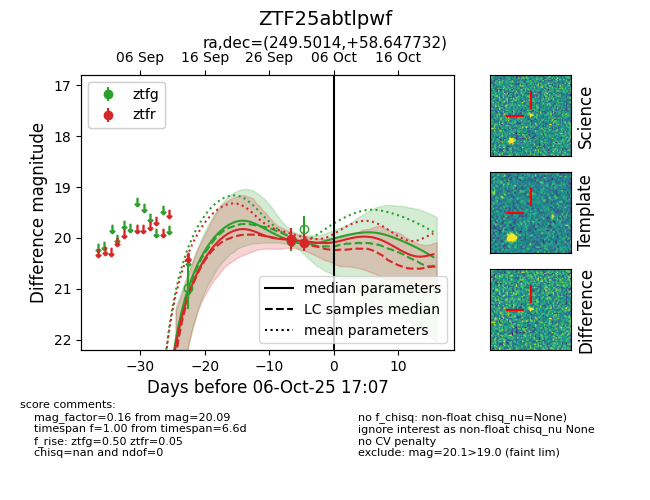 ZTF25abtlpwf
ra,dec=(249.5014,+58.647732)
06 Sep 16 Sep 26 Sep 06 Oct 16 Oct
17
18
19
20
21
22
Difference magnitude
ztfg
ztfr
median parameters
LC samples median
mean parameters
−30 −20 −10 0 10
Days before 06-Oct-25 17:07
Science
Template
Difference
score comments:
mag_factor=0.16 from mag=20.09
timespan f=1.00 from timespan=6.6d
f_rise: ztfg=0.50 ztfr=0.05
chisq=nan and ndof=0
no f_chisq: non-float chisq_nu=None)
ignore interest as non-float chisq_nu None
no CV penalty
exclude: mag=20.1>19.0 (faint lim)